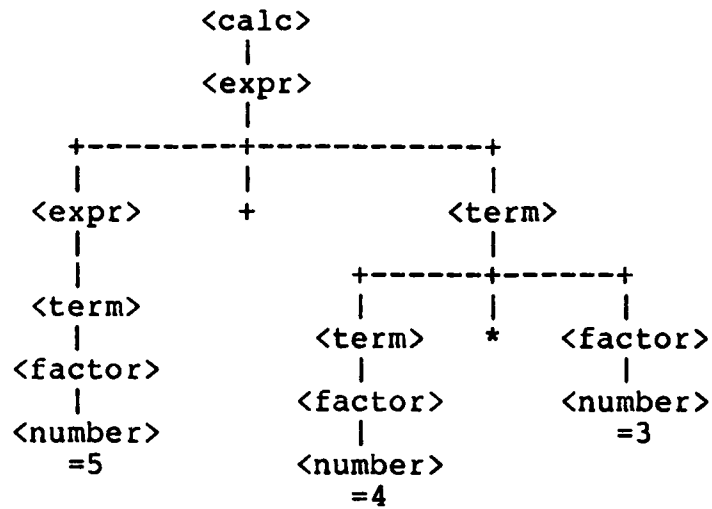 <calc>
|
<expr>
|
+---------+-------------+
| | |
<expr> + <term>
| |
| +------+------+
<term> | | |
| <term> * <factor>
<factor> | |
| <factor> <number>
<number> | =3
=5 <number>
=4